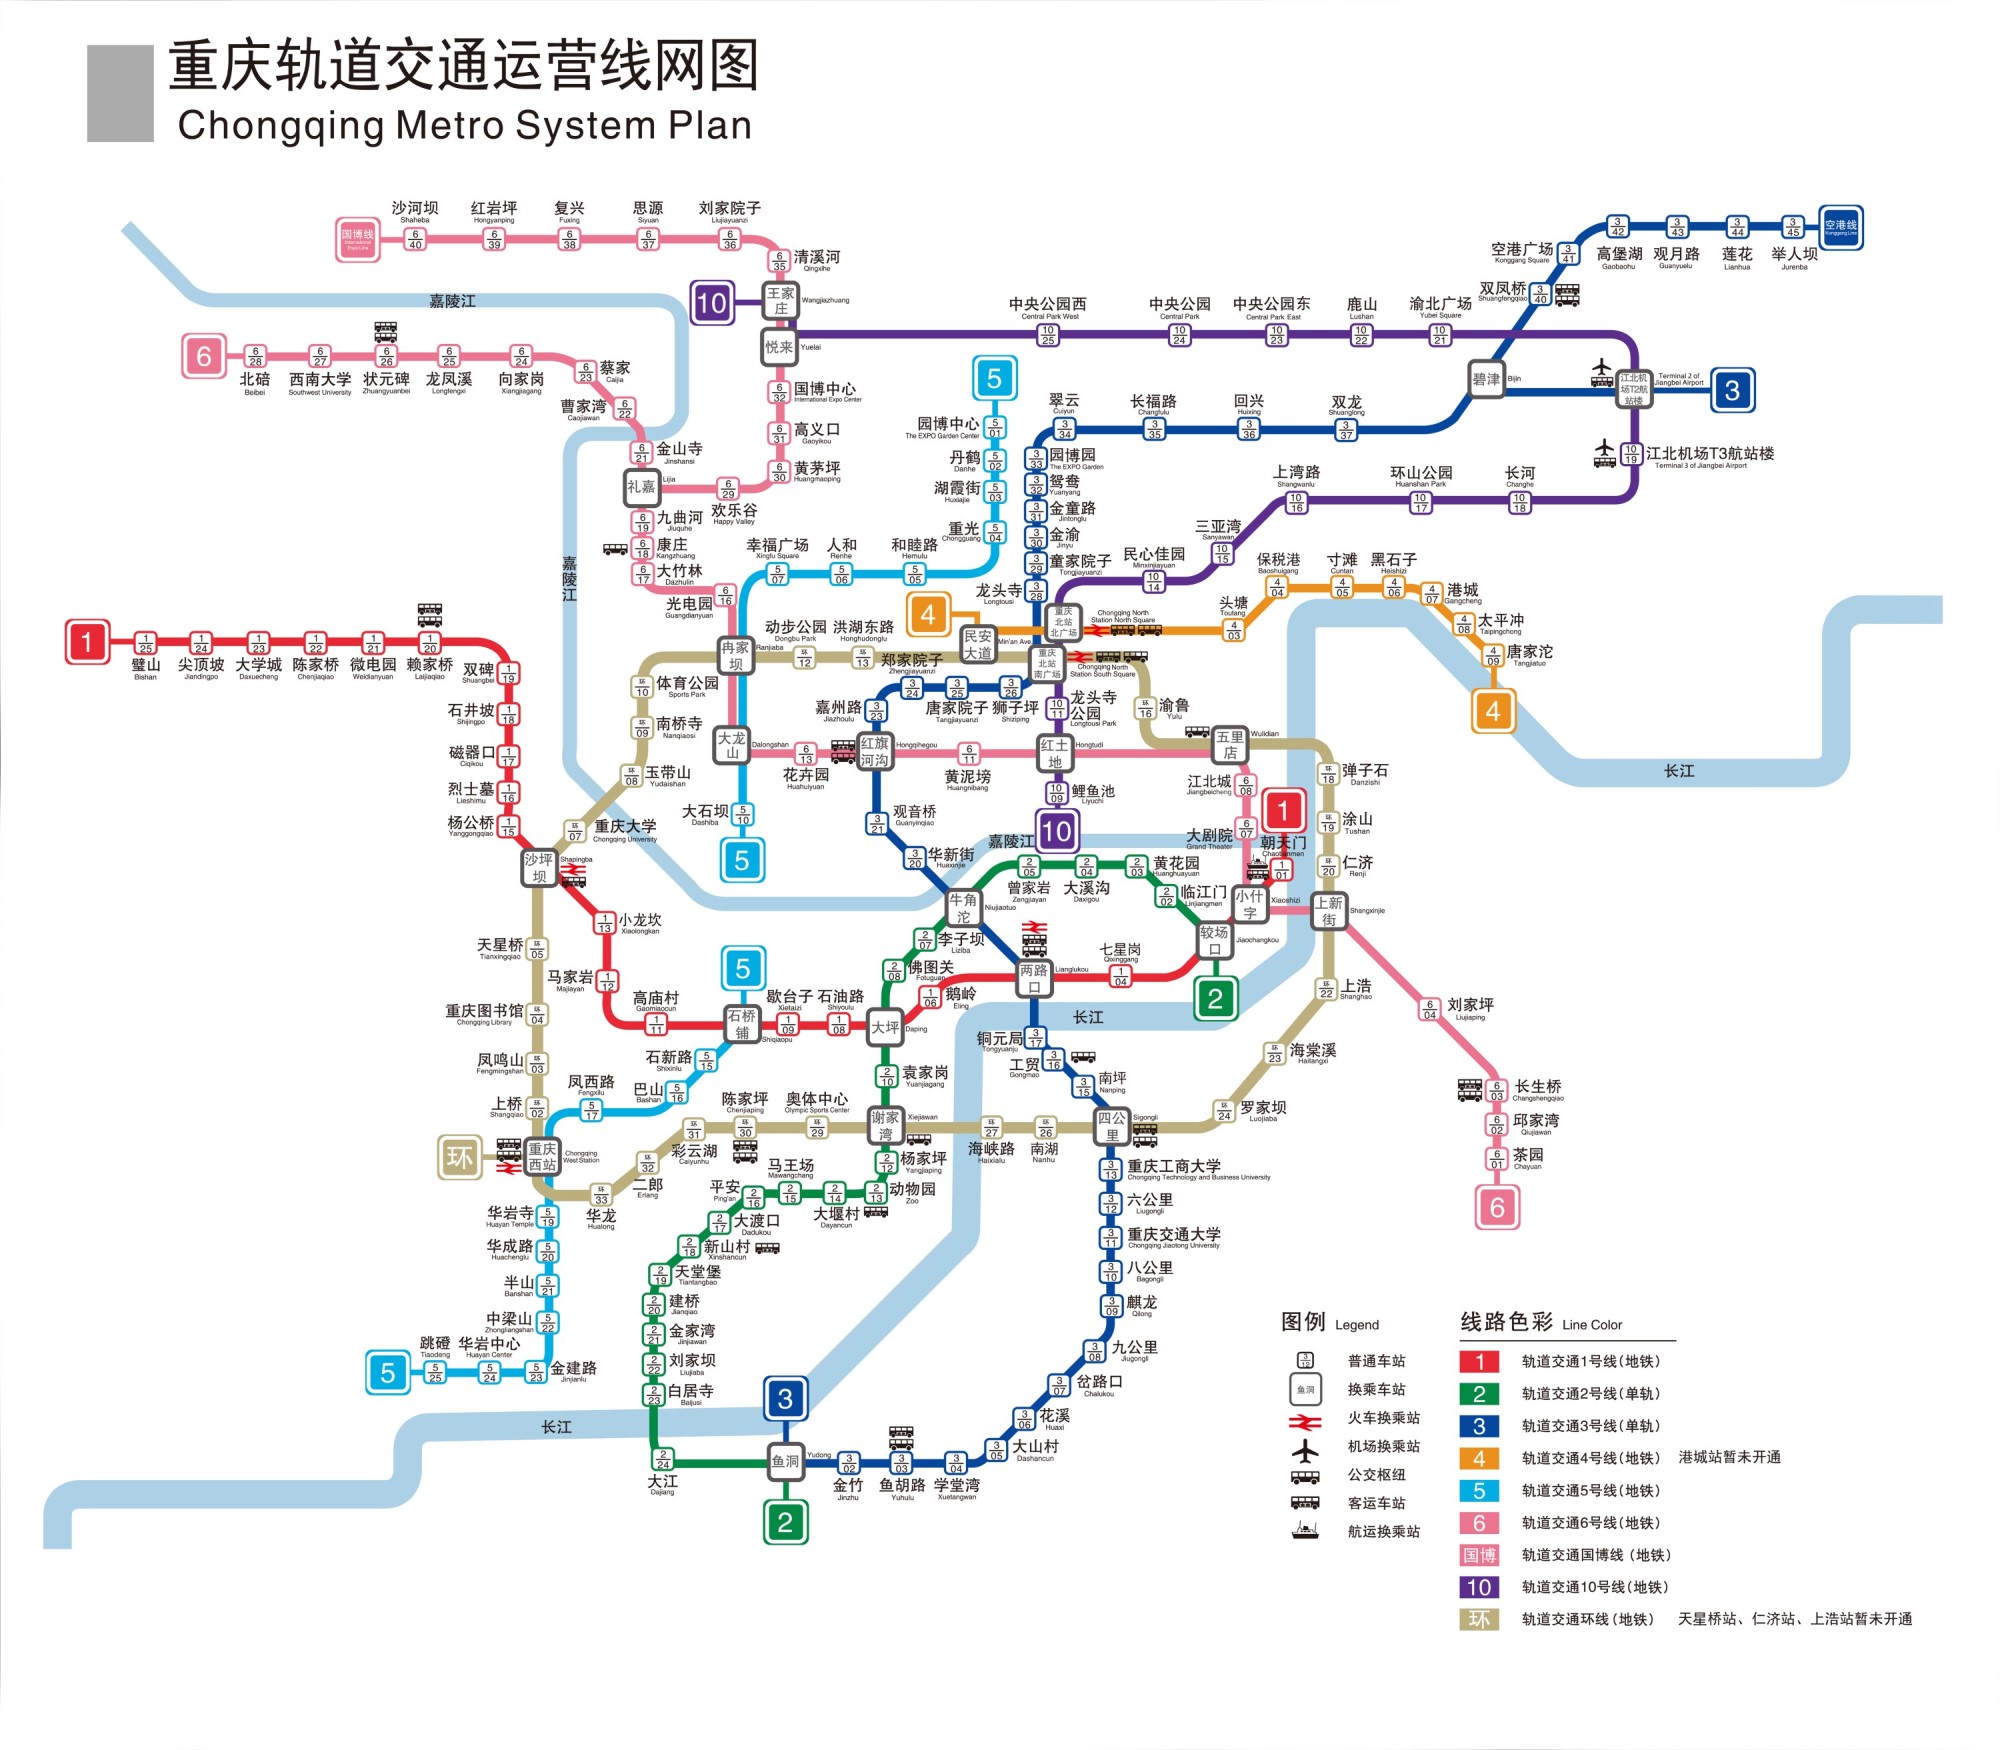 重庆轨道交通运营线网图
Chongqing Metro System Plan
国博线
International Expo Line
沙河坝
Shaheba
6 40
红岩坪
Hongyanping
6 39
复兴
Fuxing
6 38
思源
Siyuan
6 37
刘家院子
Liujiayuanzi
6 36
清溪河
Qingxihe
6 35
10
王家庄
Wangjiazhuang
悦来
Yuelai
国博中心
International Expo Center
6 32
高义口
Gaoyikou
6 31
黄茅坪
Huangmaoping
6 30
欢乐谷
Happy Valley
6 29
嘉陵江
6
北碚
Beibei
6 28
西南大学
Southwest University
6 27
状元碑
Zhuangyuanbei
6 26
龙凤溪
Longfengxi
6 25
向家岗
Xiangjiagang
6 24
蔡家
Caijia
6 23
曹家湾
Caojiawan
6 22
金山寺
Jinshansi
6 21
礼嘉
Lijia
九曲河
Jiuquhe
6 19
康庄
Kangzhuang
6 18
大竹林
Dazhulin
6 17
光电园
Guangdianyuan
6 16
嘉陵江
中央公园西
Central Park West
10 25
中央公园
Central Park
10 24
中央公园东
Central Park East
10 23
鹿山
Lushan
10 22
渝北广场
Yubei Square
10 21
空港线
Konggang Line
举人坝
Jurenba
3 45
莲花
Lianhua
3 44
观月路
Guanyuelu
3 43
高堡湖
Gaobaohu
3 42
空港广场
Konggang Square
3 41
双凤桥
Shuangfengqiao
3 40
碧津
Bijin
江北机场T2航站楼
Terminal 2 of
Jiangbei Airport
3
江北机场T3航站楼
Terminal 3 of Jiangbei Airport
10 19
长河
Changhe
10 18
环山公园
Huanshan Park
10 17
上湾路
Shangwanlu
10 16
三亚湾
Sanyawan
10 15
民心佳园
Minxinjiayuan
10 14
5
园博中心
The EXPO Garden Center
5 01
丹鹤
Danhe
5 02
湖霞街
Huxiajie
5 03
重光
Chongguang
5 04
和睦路
Hemulu
5 05
人和
Renhe
5 06
幸福广场
Xingfu Square
5 07
翠云
Cuiyun
3 34
长福路
Changfulu
3 35
回兴
Huixing
3 36
双龙
Shuanglong
3 37
园博园
The EXPO Garden
3 33
鸳鸯
Yuanyang
3 32
金童路
Jintonglu
3 31
金渝
Jinyu
3 30
童家院子
Tongjiayuanzi
3 29
龙头寺
Longtousi
3 28
4
民安大道
Min'an Ave.
重庆北站北广场
Chongqing North
Station North Square
重庆北站南广场
Chongqing North
Station South Square
头塘
Toutang
4 03
保税港
Baoshuigang
4 04
寸滩
Cuntan
4 05
黑石子
Heishizi
4 06
港城
Gangcheng
4 07
太平冲
Taipingchong
4 08
唐家沱
Tangjiatuo
4 09
4
长江
1
璧山
Bishan
1 25
尖顶坡
Jiandingpo
1 24
大学城
Daxuecheng
1 23
陈家桥
Chenjiaqiao
1 22
微电园
Weidianyuan
1 21
赖家桥
Laijiaqiao
1 20
双碑
Shuangbei
1 19
石井坡
Shijingpo
1 18
磁器口
Ciqikou
1 17
烈士墓
Lieshimu
1 16
杨公桥
Yanggongqiao
1 15
沙坪坝
Shapingba
小龙坎
Xiaolongkan
1 13
马家岩
Majiayan
1 12
高庙村
Gaomiaocun
1 11
石桥铺
Shiqiaopu
歇台子
Xietaizi
1 09
石油路
Shiyoulu
1 08
大坪
Daping
鹅岭
Eling
1 06
两路口
Lianglukou
七星岗
Qixinggang
1 04
较场口
Jiaochangkou
小什字
Xiaoshizi
朝天门
Chaotianmen
1 01
1
冉家坝
Ranjiaba
动步公园
Dongbu Park
环 12
洪湖东路
Honghudonglu
环 13
体育公园
Sports Park
环 10
南桥寺
Nanqiaosi
环 09
玉带山
Yudaishan
环 08
重庆大学
Chongqing University
环 07
郑家院子
Zhengjiayuanzi
3 24
唐家院子
Tangjiayuanzi
3 25
狮子坪
Shiziping
3 26
嘉州路
Jiazhoulu
3 23
龙头寺公园
Longtousi Park
10 11
渝鲁
Yulu
环 16
五里店
Wulidian
大龙山
Dalongshan
花卉园
Huahuiyuan
6 13
红旗河沟
Hongqihegou
黄泥塝
Huangnibang
6 11
红土地
Hongtudi
鲤鱼池
Liyuchi
10 09
10
大石坝
Dashiba
5 10
5
观音桥
Guanyinqiao
3 21
华新街
Huaxinjie
3 20
嘉陵江
江北城
Jiangbeicheng
6 08
大剧院
Grand Theater
6 07
弹子石
Danzishi
环 18
涂山
Tushan
环 19
仁济
Renji
环 20
上新街
Shangxinjie
上浩
Shanghao
环 22
海棠溪
Haitangxi
环 23
罗家坝
Luojiaba
环 24
牛角沱
Niujiaotuo
曾家岩
Zengjiayan
2 05
大溪沟
Daxigou
2 04
黄花园
Huanghuayuan
2 03
临江门
Linjiangmen
2 02
2
李子坝
Liziba
2 07
佛图关
Fotuguan
2 08
长江
刘家坪
Liujiaping
6 04
长生桥
Changshengqiao
6 03
邱家湾
Qiujiawan
6 02
茶园
Chayuan
6 01
6
天星桥
Tianxingqiao
环 05
重庆图书馆
Chongqing Library
环 04
凤鸣山
Fengmingshan
环 03
上桥
Shangqiao
环 02
环
重庆西站
Chongqing
West Station
5
石新路
Shixinlu
5 15
巴山
Bashan
5 16
凤西路
Fengxilu
5 17
华龙
Hualong
环 33
二郎
Erlang
环 32
彩云湖
Caiyunhu
环 31
陈家坪
Chenjiaping
环 30
奥体中心
Olympic Sports Center
环 29
谢家湾
Xiejiawan
海峡路
Haixialu
环 27
南湖
Nanhu
环 26
四公里
Sigongli
铜元局
Tongyuanju
3 17
工贸
Gongmao
3 16
南坪
Nanping
3 15
袁家岗
Yuanjiagang
2 10
杨家坪
Yangjiaping
2 12
动物园
Zoo
2 13
大堰村
Dayancun
2 14
马王场
Mawangchang
2 15
平安
Ping'an
2 16
大渡口
Dadukou
2 17
新山村
Xinshancun
2 18
天堂堡
Tiantangbao
2 19
建桥
Jianqiao
2 20
金家湾
Jinjiawan
2 21
刘家坝
Liujiaba
2 22
白居寺
Baijusi
2 23
大江
Dajiang
2 24
华岩寺
Huayan Temple
5 19
华成路
Huachenglu
5 20
半山
Banshan
5 21
中梁山
Zhongliangshan
5 22
金建路
Jinjianlu
5 23
华岩中心
Huayan Center
5 24
跳磴
Tiaodeng
5 25
5
长江
3
鱼洞
Yudong
2
金竹
Jinzhu
3 02
鱼胡路
Yuhulu
3 03
学堂湾
Xuetangwan
3 04
大山村
Dashancun
3 05
花溪
Huaxi
3 06
岔路口
Chalukou
3 07
九公里
Jiugongli
3 08
麒龙
Qilong
3 09
八公里
Bagongli
3 10
重庆交通大学
Chongqing Jiaotong University
3 11
六公里
Liugongli
3 12
重庆工商大学
Chongqing Technology and Business University
3 13
图例 Legend
3 12 普通车站
鱼洞 换乘车站
火车换乘站
机场换乘站
公交枢纽
客运车站
航运换乘站
线路色彩 Line Color
1 轨道交通1号线(地铁)
2 轨道交通2号线(单轨)
3 轨道交通3号线(单轨)
4 轨道交通4号线(地铁) 港城站暂未开通
5 轨道交通5号线(地铁)
6 轨道交通6号线(地铁)
国博 轨道交通国博线(地铁)
10 轨道交通10号线(地铁)
环 轨道交通环线(地铁) 天星桥站、仁济站、上浩站暂未开通